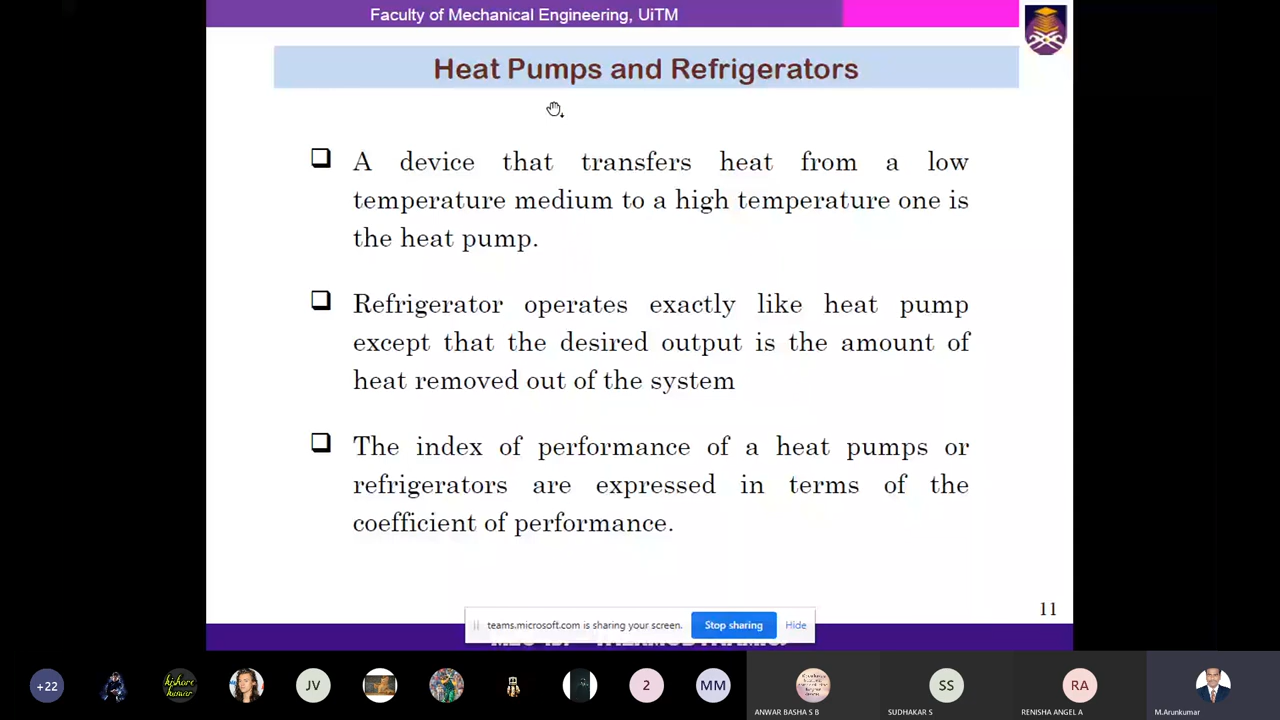 Faculty of Mechanical Engineering, UiTM
Heat Pumps and Refrigerators
A device that transfers heat from a low
temperature medium to a high temperature one is
the heat pump.
Refrigerator operates exactly like heat pump
except that the desired output is the amount of
heat removed out of the system
The index of performance of a heat pumps or
refrigerators are expressed in terms of the
coefficient of performance.
11
teams.microsoft.com is sharing your screen. Stop sharing Hide
+22 kishore kumar JV 2 MM SS RA
ANWAR BASHA S B SUDHAKAR S RENISHA ANGEL A M.Arunkumar